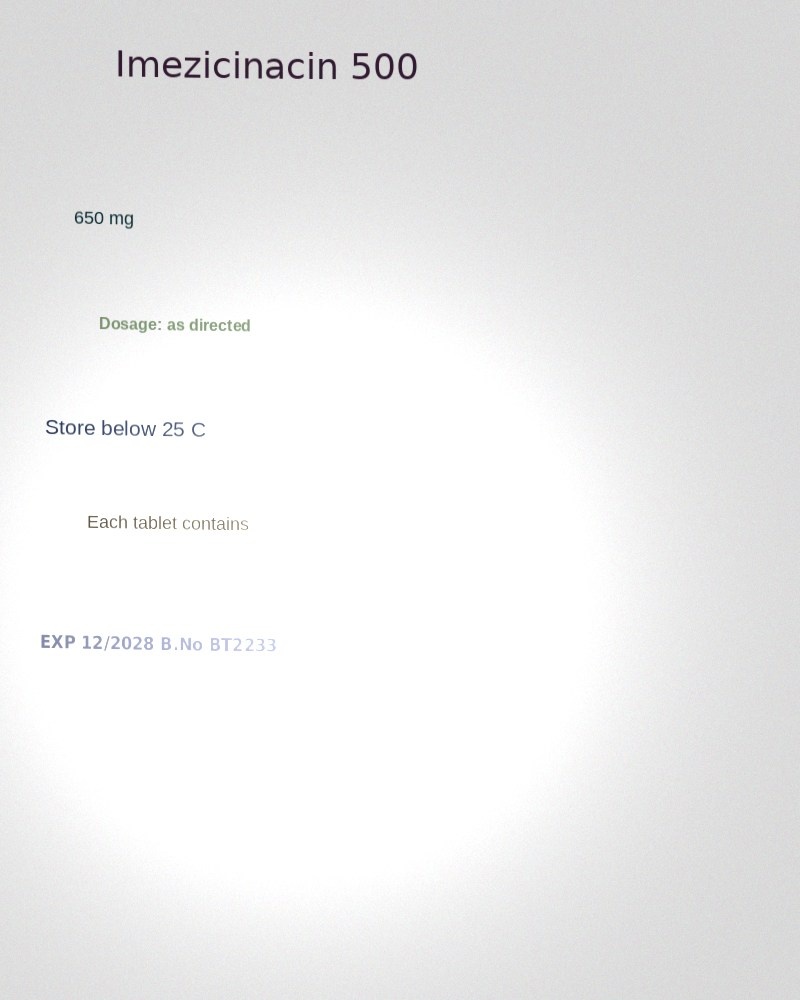 Imezicinacin 500
650 mg
Dosage: as directed
Store below 25 C
Each tablet contains
EXP 12/2028 B.No BT2233